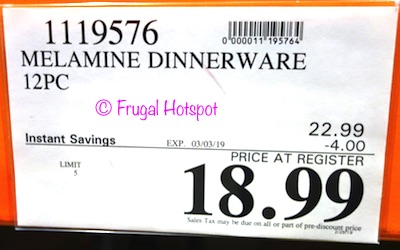 1119576
0 000011 195764
MELAMINE DINNERWARE
12PC
© Frugal Hotspot
22.99
Instant Savings EXP. 03/03/19 -4.00
PRICE AT REGISTER
LIMIT
5
18.99
Sales Tax may be due on all or part of pre-discount price